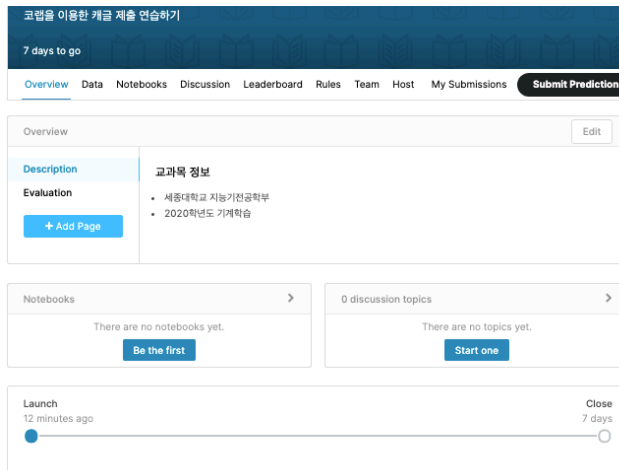 코랩을 이용한 캐글 제출 연습하기
7 days to go
Overview Data Notebooks Discussion Leaderboard Rules Team Host My Submissions Submit Prediction
Overview Edit
Description
Evaluation
+ Add Page
교과목 정보
• 세종대학교 지능기전공학부
• 2020학년도 기계학습
Notebooks >
There are no notebooks yet.
Be the first
0 discussion topics >
There are no topics yet.
Start one
Launch
12 minutes ago
Close
7 days